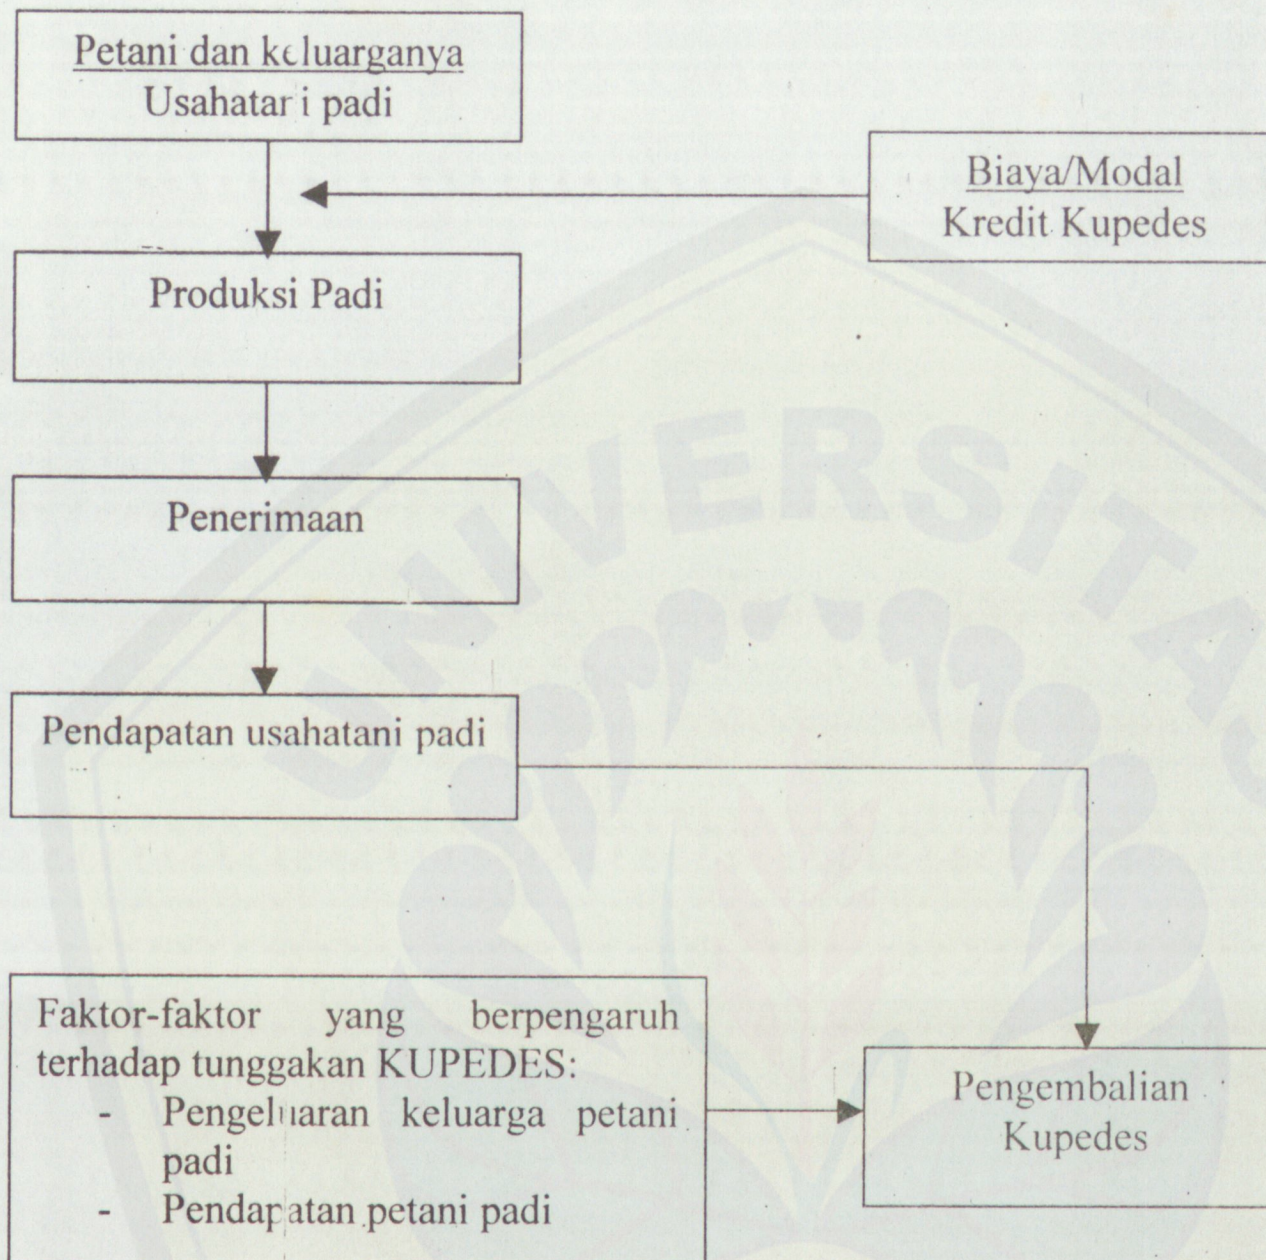 Petani dan keluarganya
Usahatani padi
Biaya/Modal
Kredit Kupedes
Produksi Padi
Penerimaan
Pendapatan usahatani padi
Faktor-faktor yang berpengaruh
terhadap tunggakan KUPEDES:
- Pengeluaran keluarga petani
padi
- Pendapatan petani padi
Pengembalian
Kupedes
UNIVERSITAS